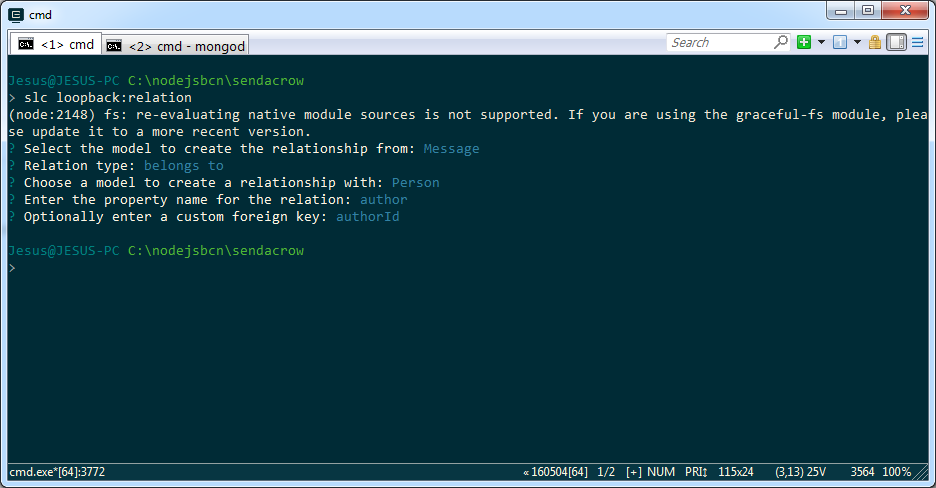 cmd
<1> cmd
<2> cmd - mongod
Search
Jesus@JESUS-PC C:\nodejsbcn\sendacrow
> slc loopback:relation
(node:2148) fs: re-evaluating native module sources is not supported. If you are using the graceful-fs module, plea
se update it to a more recent version.
? Select the model to create the relationship from: Message
? Relation type: belongs to
? Choose a model to create a relationship with: Person
? Enter the property name for the relation: author
? Optionally enter a custom foreign key: authorId
Jesus@JESUS-PC C:\nodejsbcn\sendacrow
>
cmd.exe*[64]:3772 « 160504[64] 1/2 [+] NUM PRI↕ 115x24 (3,13) 25V 3564 100%